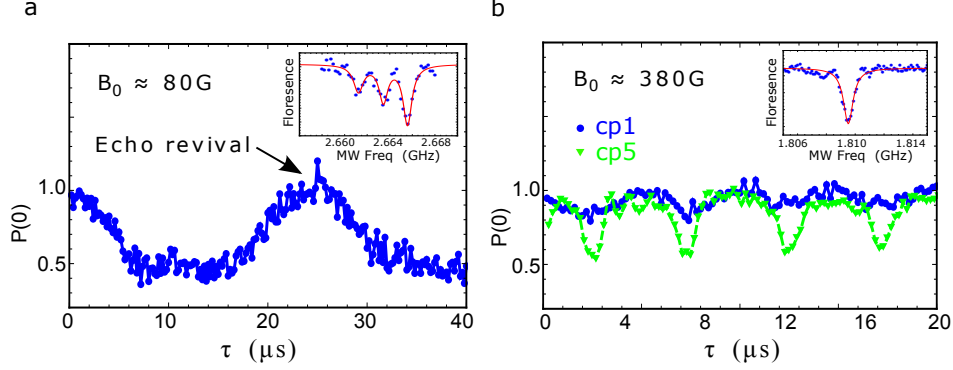 a
B₀ ≈ 80G
Echo revival
Floresence
2.660 2.664 2.668
MW Freq (GHz)
P(0)
1.0
0.5
0 10 20 30 40
τ (μs)
b
B₀ ≈ 380G
cp1
cp5
Floresence
1.806 1.810 1.814
MW Freq (GHz)
P(0)
1.0
0.5
0 4 8 12 16 20
τ (μs)